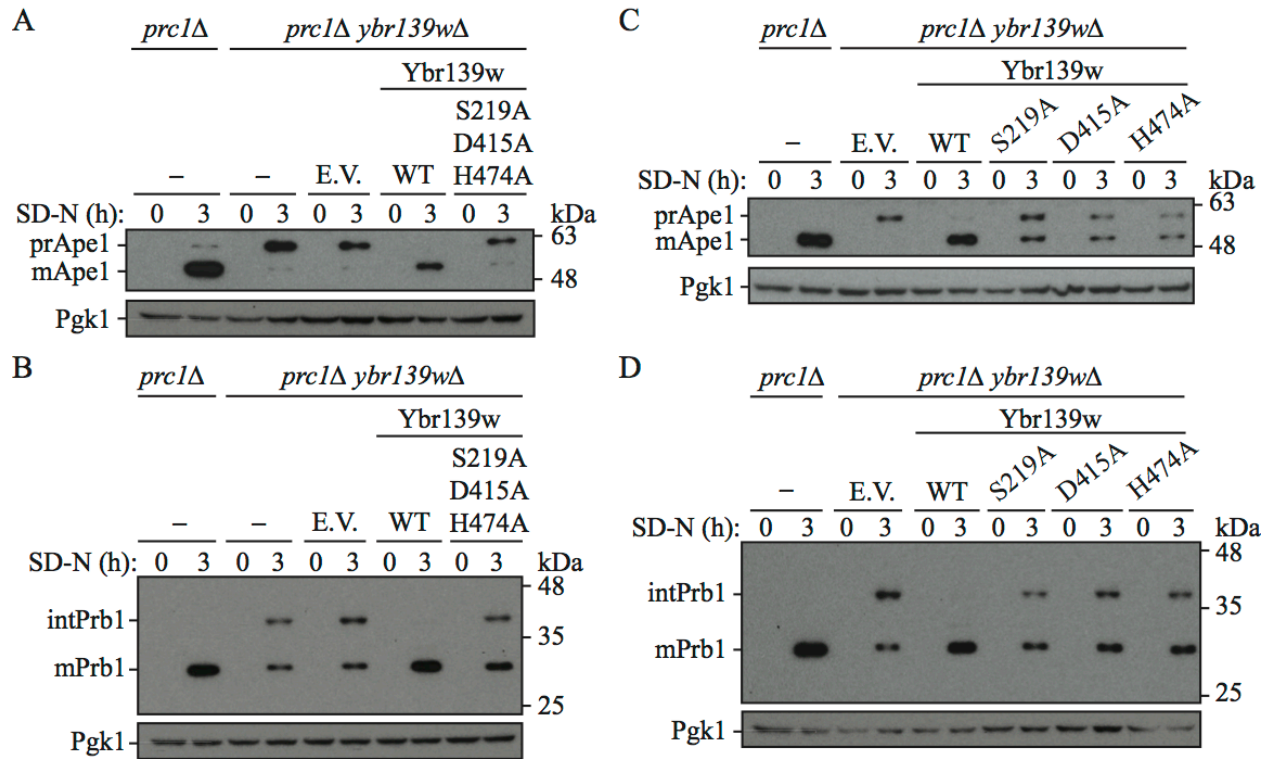 A
prc1Δ prc1Δ ybr139wΔ
Ybr139w
S219A
D415A
– – E.V. WT H474A
SD-N (h): 0 3 0 3 0 3 0 3 0 3 kDa
prApe1 63
mApe1 48
Pgk1
B
prc1Δ prc1Δ ybr139wΔ
Ybr139w
S219A
D415A
– – E.V. WT H474A
SD-N (h): 0 3 0 3 0 3 0 3 0 3 kDa
48
intPrb1 35
mPrb1
25
Pgk1
C
prc1Δ prc1Δ ybr139wΔ
Ybr139w
– E.V. WT S219A D415A H474A
SD-N (h): 0 3 0 3 0 3 0 3 0 3 0 3 kDa
prApe1 63
mApe1 48
Pgk1
D
prc1Δ prc1Δ ybr139wΔ
Ybr139w
– E.V. WT S219A D415A H474A
SD-N (h): 0 3 0 3 0 3 0 3 0 3 0 3 kDa
48
intPrb1 35
mPrb1
25
Pgk1